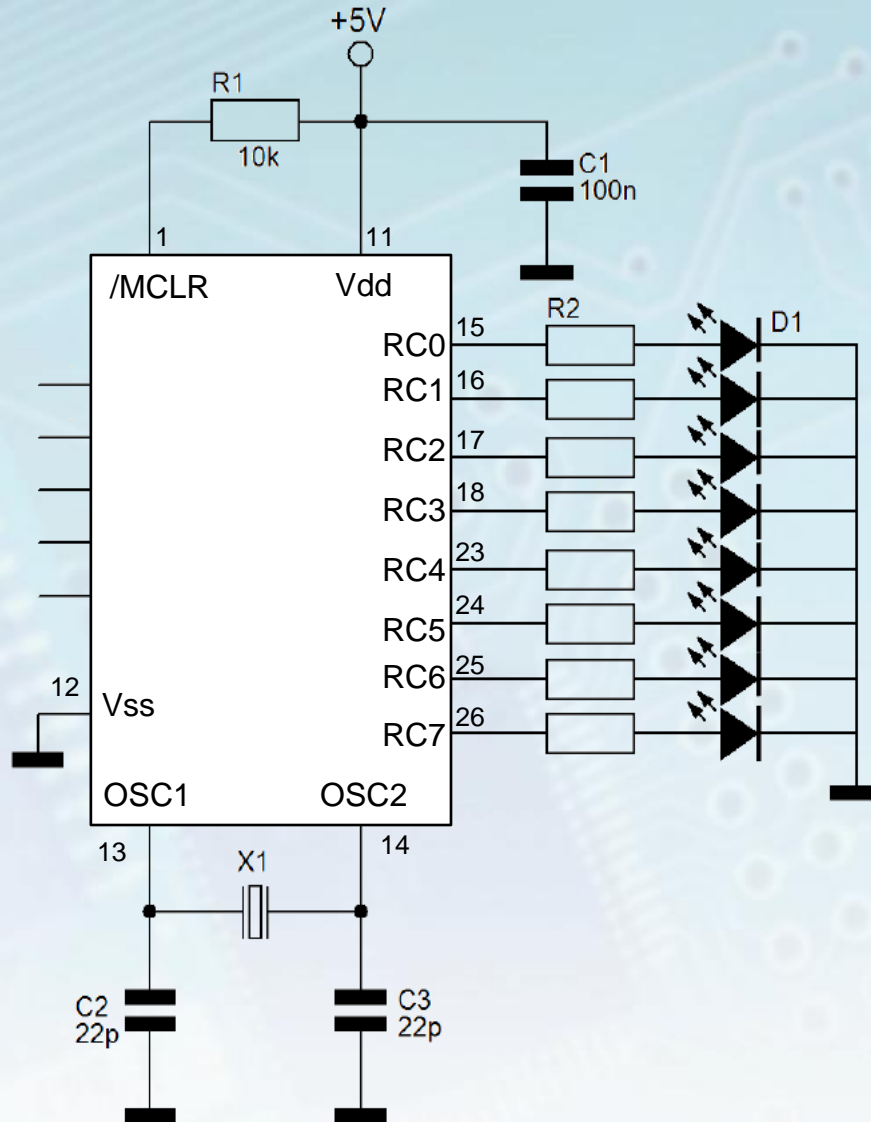 +5V
R1
10k
C1
100n
1
11
/MCLR
Vdd
R2
D1
RC0
15
RC1
16
RC2
17
RC3
18
RC4
23
RC5
24
RC6
25
RC7
26
12
Vss
OSC1
OSC2
13
14
X1
C2
22p
C3
22p